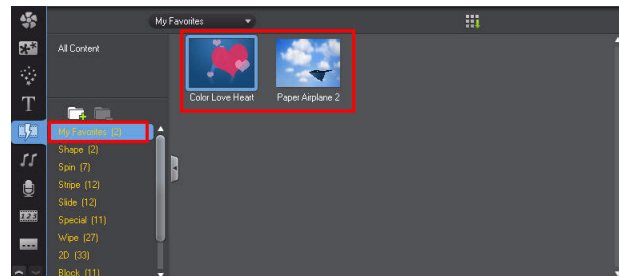 My Favorites
All Content
Color Love Heart
Paper Airplane 2
T
My Favorites (2)
Shape (2)
Spin (7)
Stripe (12)
Slide (12)
Special (11)
Wipe (27)
2D (33)
Block (11)